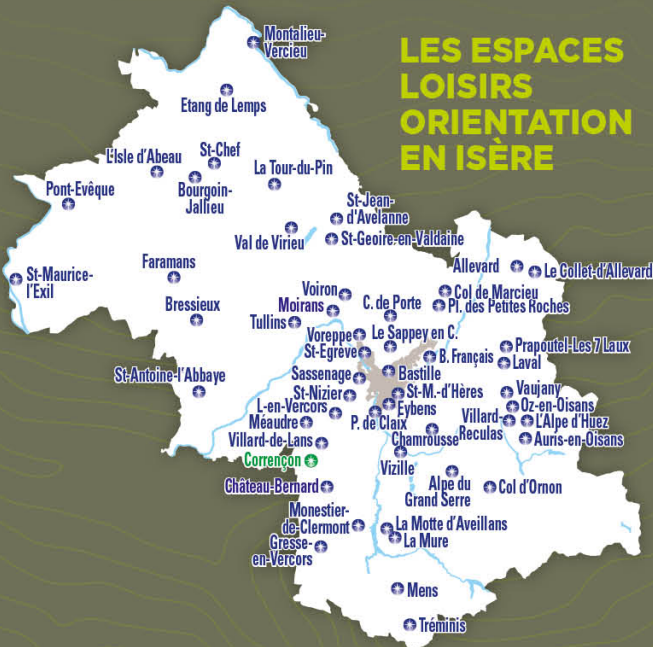 LES ESPACES
LOISIRS
ORIENTATION
EN ISÈRE
Montalieu-
Vercieu
Etang de Lemps
L'Isle d'Abeau
St-Chef
Bourgoin-
Jallieu
La Tour-du-Pin
Pont-Evêque
St-Jean-
d'Avelanne
Val de Virieu
St-Geoire-en-Valdaine
St-Maurice-
l'Exil
Faramans
Bressieux
Allevard
Le Collet-d'Allevard
Voiron
Moirans
Tullins
C. de Porte
Col de Marcieu
Pl. des Petites Roches
Voreppe
Le Sappey en C.
St-Egrève
B. Français
Prapoutel-Les 7 Laux
Laval
Sassenage
Bastille
St-Antoine-l'Abbaye
St-Nizier
St-M.-d'Hères
Eybens
Vaujany
Oz-en-Oisans
L-en-Vercors
P. de Claix
Villard-
Reculas
L'Alpe d'Huez
Méaudre
Chamrousse
Auris-en-Oisans
Villard-de-Lans
Corrençon
Vizille
Château-Bernard
Alpe du
Grand Serre
Col d'Ornon
Monestier-
de-Clermont
La Motte d'Aveillans
La Mure
Gresse-
en-Vercors
Mens
Tréminis